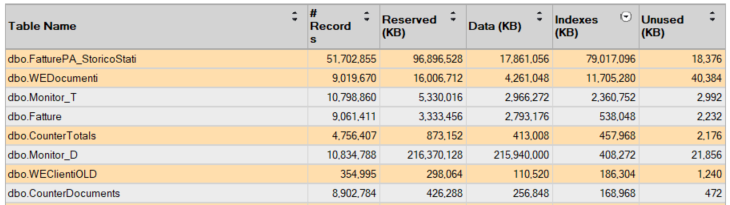 Table Name # Records Reserved (KB) Data (KB) Indexes (KB) Unused (KB)
dbo.FatturePA_StoricoStati 51,702,855 96,896,528 17,861,056 79,017,096 18,376
dbo.WEDocumenti 9,019,670 16,006,712 4,261,048 11,705,280 40,384
dbo.Monitor_T 10,798,860 5,330,016 2,966,272 2,360,752 2,992
dbo.Fatture 9,061,411 3,333,456 2,793,176 538,048 2,232
dbo.CounterTotals 4,756,407 873,152 413,008 457,968 2,176
dbo.Monitor_D 10,834,788 216,370,128 215,940,000 408,272 21,856
dbo.WEClientiOLD 354,995 298,064 110,520 186,304 1,240
dbo.CounterDocuments 8,902,784 426,288 256,848 168,968 472